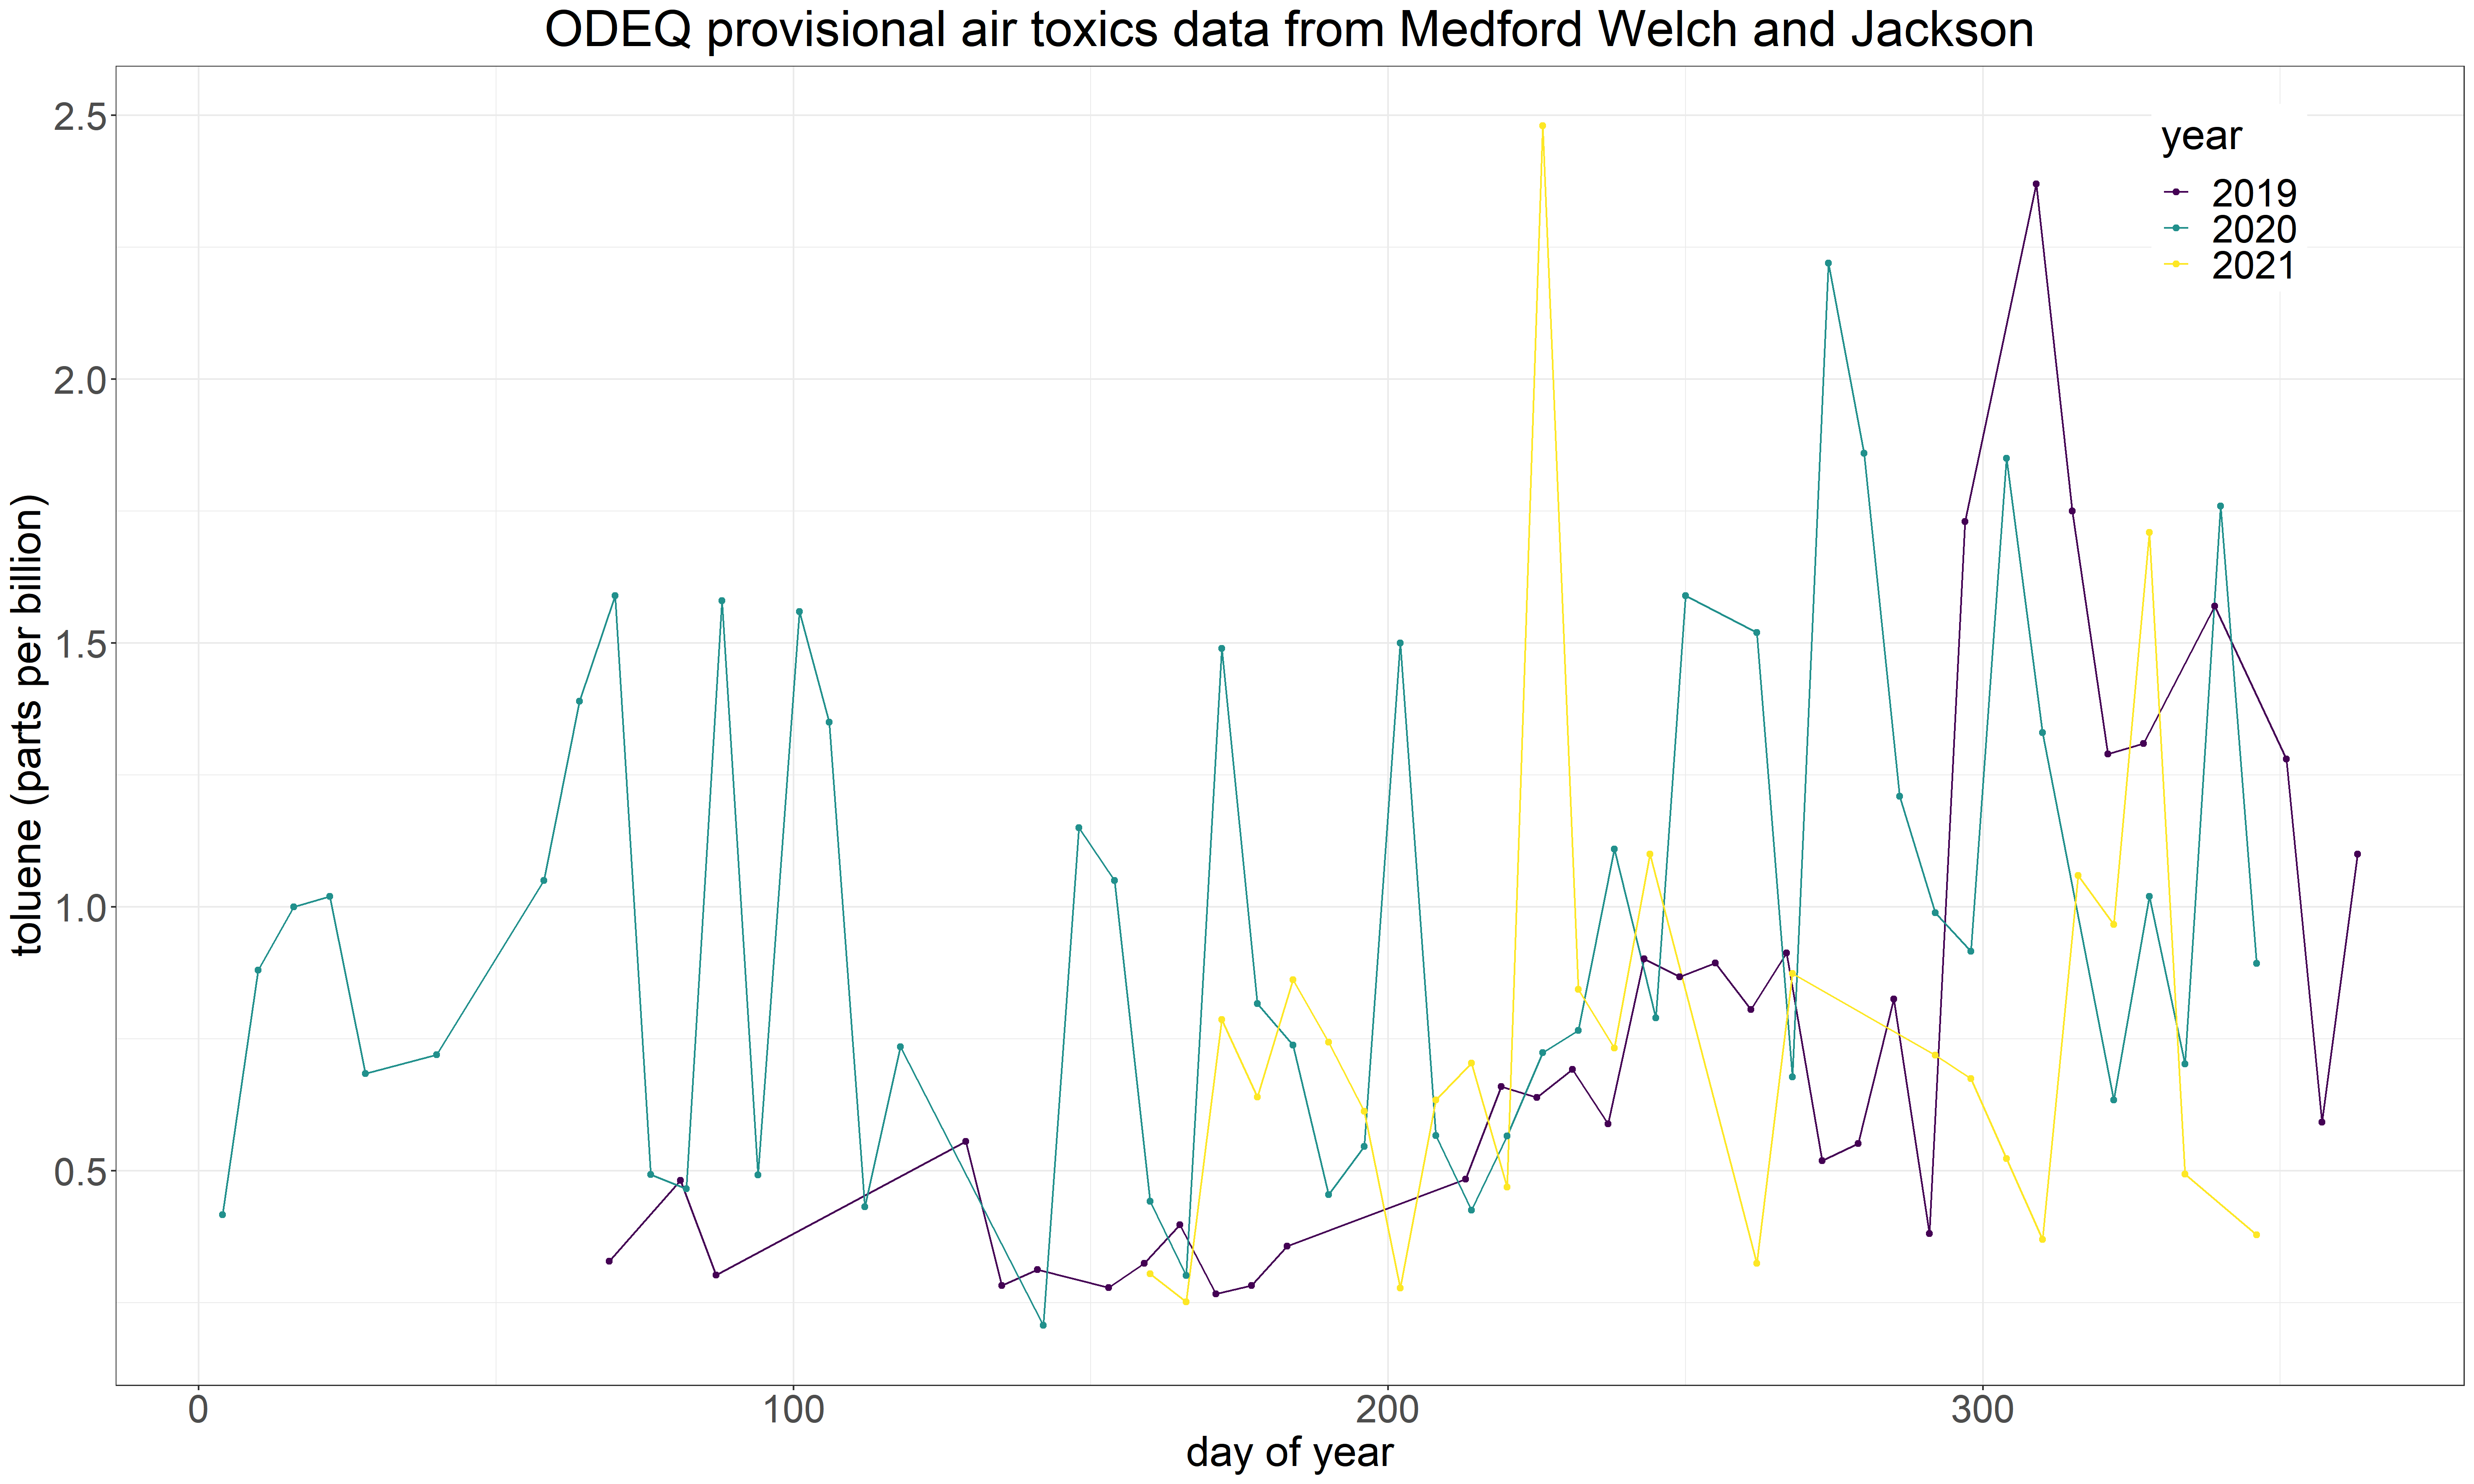 ODEQ provisional air toxics data from Medford Welch and Jackson
toluene (parts per billion)
2.5
2.0
1.5
1.0
0.5
year
2019
2020
2021
0 100 200 300
day of year